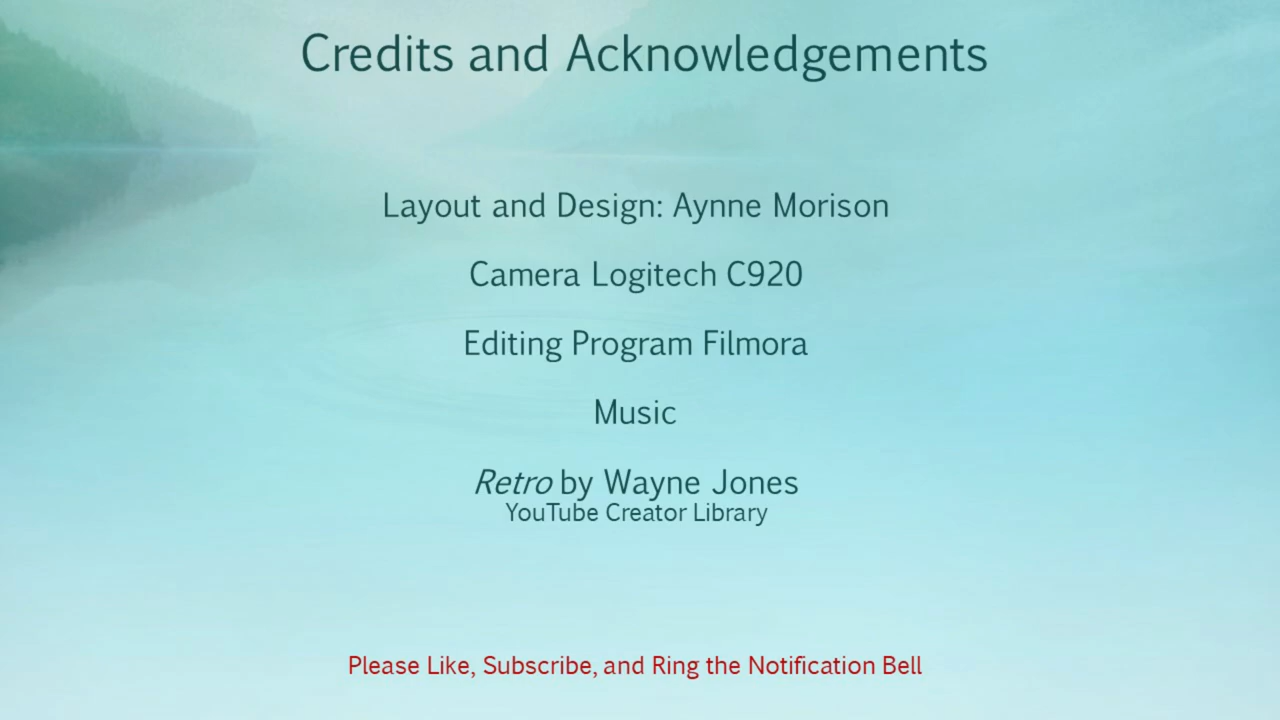 Credits and Acknowledgements
Layout and Design: Aynne Morison
Camera Logitech C920
Editing Program Filmora
Music
Retro by Wayne Jones
YouTube Creator Library
Please Like, Subscribe, and Ring the Notification Bell